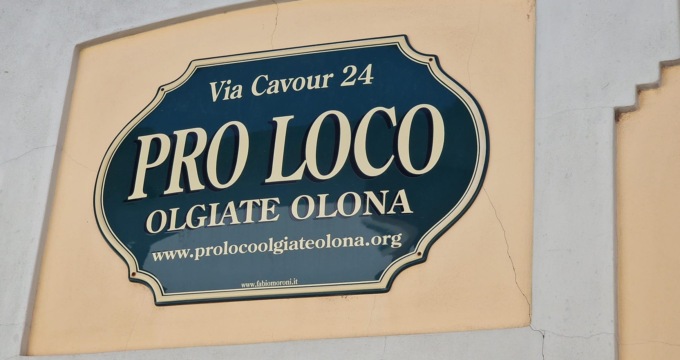 Via Cavour 24
PRO LOCO
OLGIATE OLONA
www.prolocoolgiateolona.org
www.fabiomoroni.it